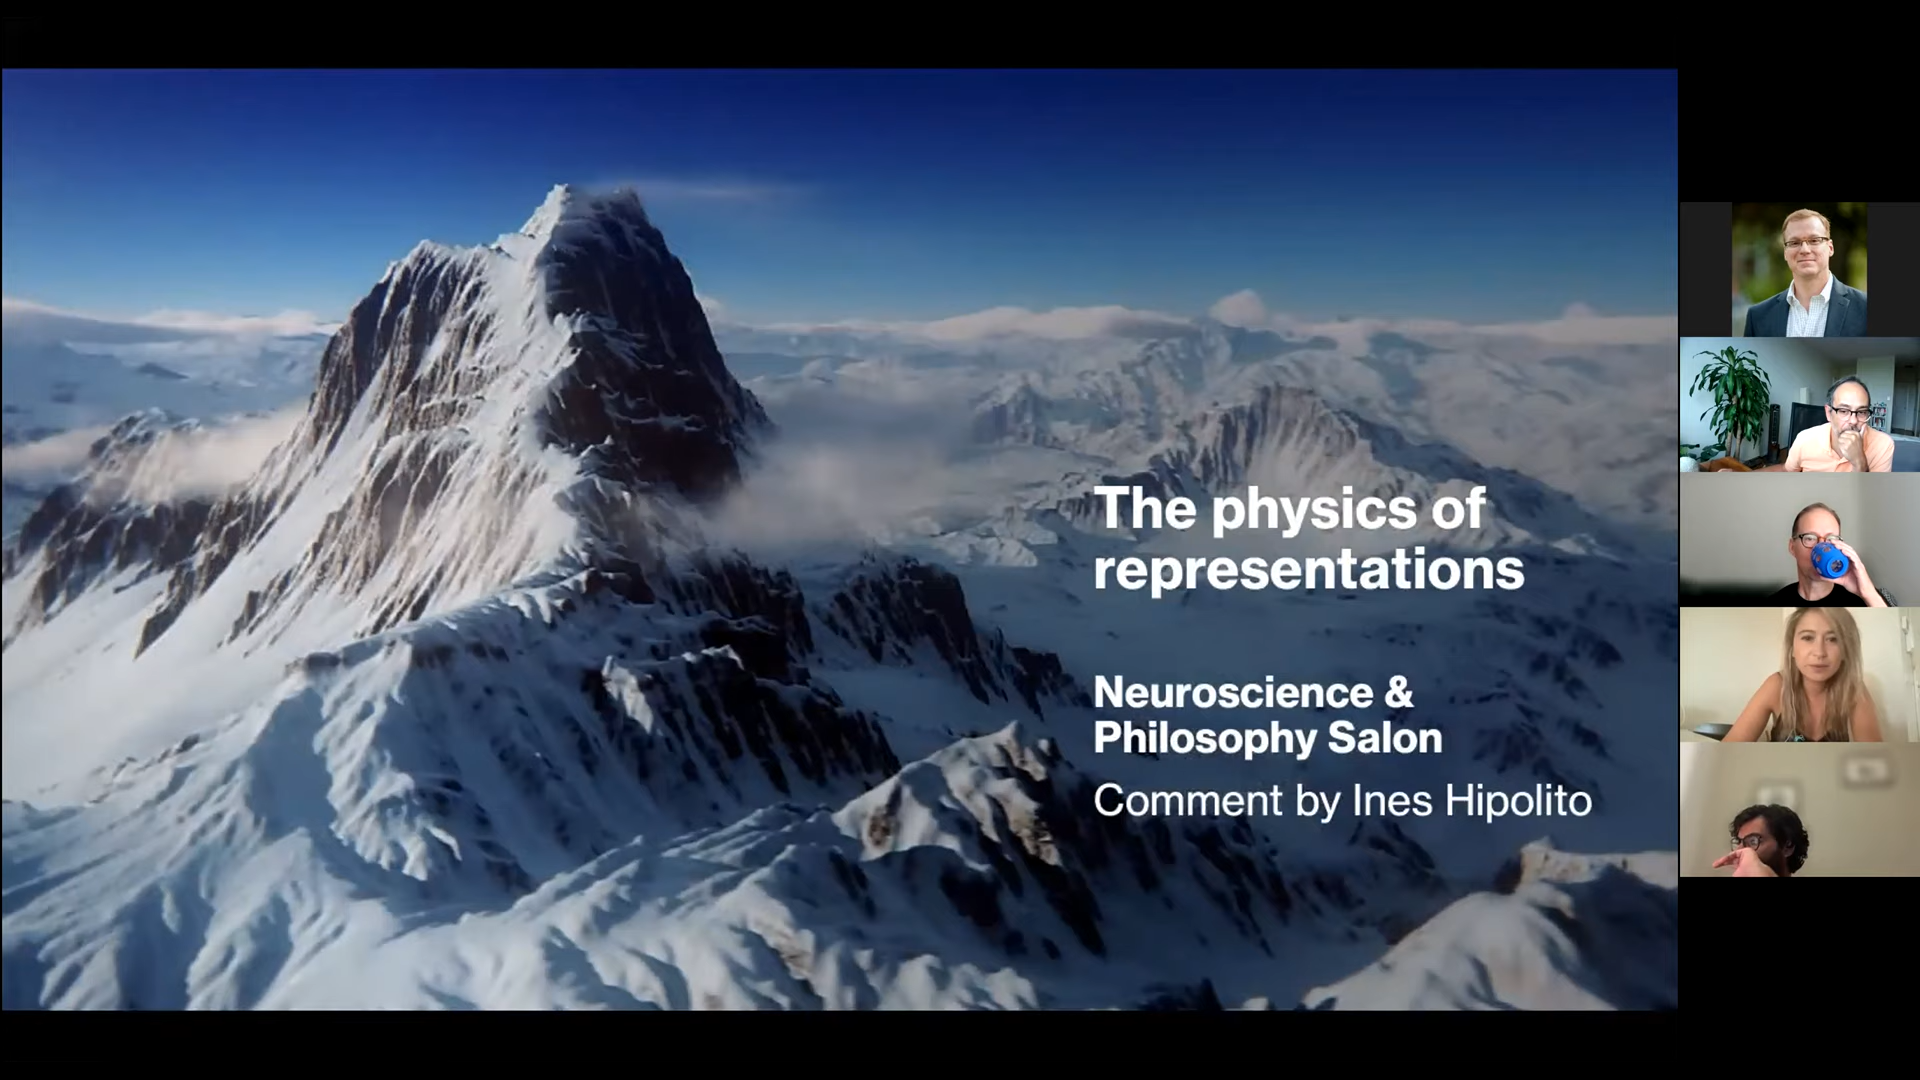 The physics of
representations
Neuroscience &
Philosophy Salon
Comment by Ines Hipolito